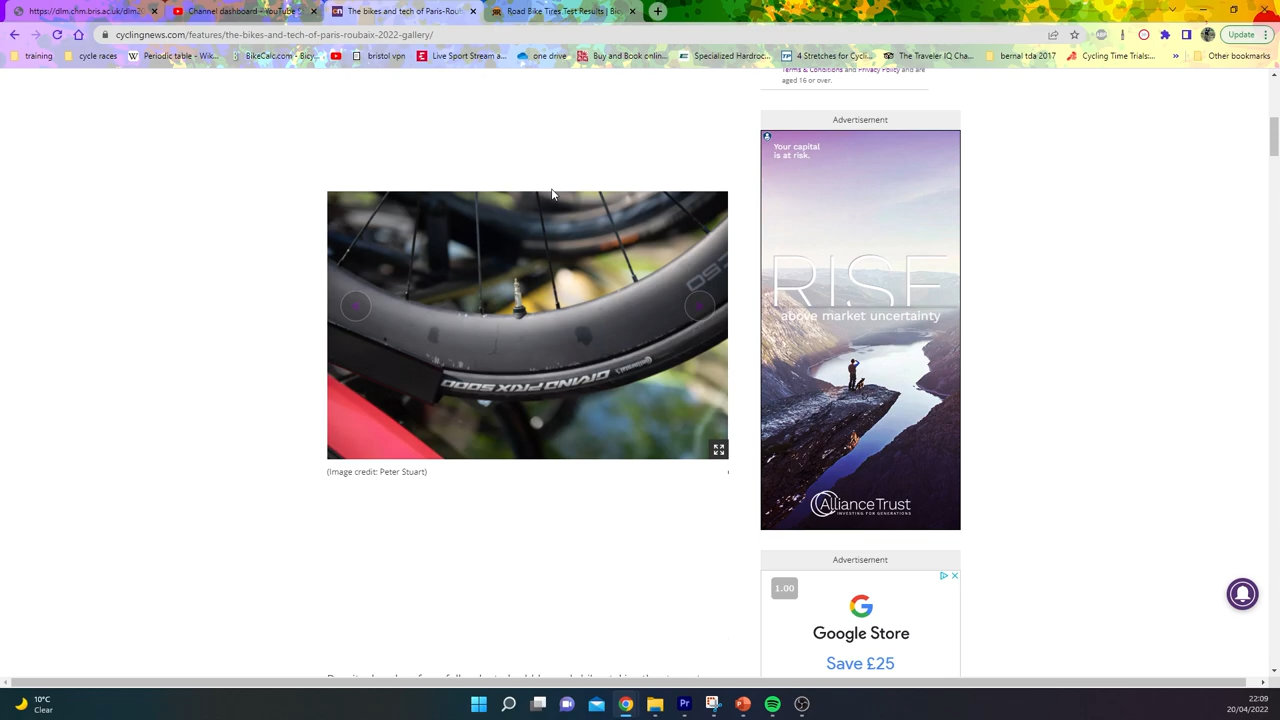 https://dlm.chm.bris.ac.uk/dlm2
Channel dashboard - YouTube S
The bikes and tech of Paris-Roub
Road Bike Tires Test Results | Bic
cyclingnews.com/features/the-bikes-and-tech-of-paris-roubaix-2022-gallery/
Update
training
cycle races
Periodic table - Wik...
BikeCalc.com - Bicy...
bristol vpn
Live Sport Stream a...
one drive
Buy and Book onlin...
Specialized Hardroc...
4 Stretches for Cycli...
The Traveler IQ Cha...
bernal tda 2017
Cycling Time Trials:...
»
Other bookmarks
Terms & Conditions and Privacy Policy and are
aged 16 or over.
Advertisement
Your capital
is at risk.
RISE
above market uncertainty
AllianceTrust
INVESTING FOR GENERATIONS
GRAND PRIX 5000
Continental
(Image credit: Peter Stuart)
Advertisement
1.00
Google Store
Save £25
10°C
Clear
22:09
20/04/2022